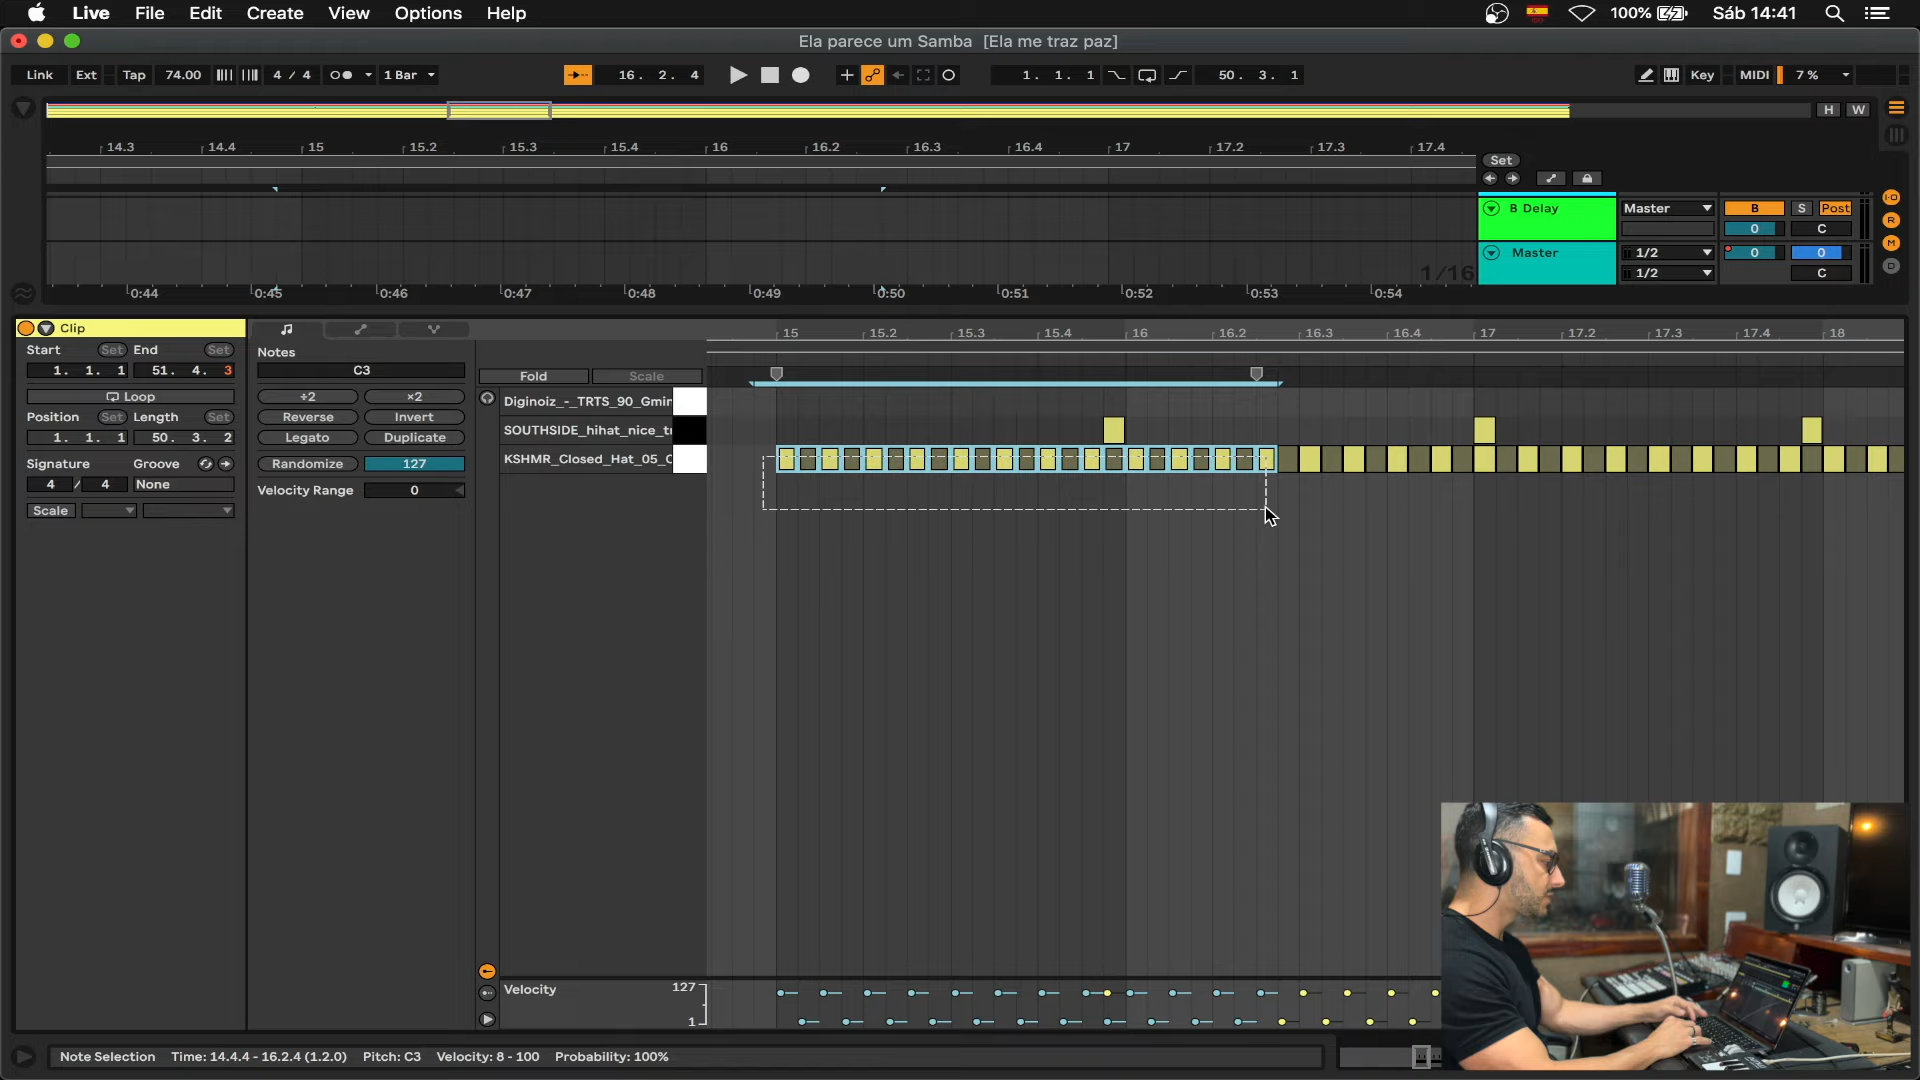 Live File Edit Create View Options Help 100% Sáb 14:41
Ela parece um Samba [Ela me traz paz]
Link Ext Tap 74.00 4 / 4 1 Bar 16. 2. 4 1. 1. 1 50. 3. 1 Key MIDI 7 %
H W
14.3 14.4 15 15.2 15.3 15.4 16 16.2 16.3 16.4 17 17.2 17.3 17.4
Set
B Delay Master B S Post
0 C
Master 1/2 0 0
1/16 1/2 C
0:44 0:45 0:46 0:47 0:48 0:49 0:50 0:51 0:52 0:53 0:54
Clip
15 15.2 15.3 15.4 16 16.2 16.3 16.4 17 17.2 17.3 17.4 18
Start Set End Set Notes
1. 1. 1 51. 4. 3 C3
Fold Scale
Loop ÷2 ×2
Diginoiz_-_TRTS_90_Gmin
Position Set Length Set Reverse Invert
SOUTHSIDE_hihat_nice_t
1. 1. 1 50. 3. 2 Legato Duplicate
KSHMR_Closed_Hat_05_C
Signature Groove Randomize 127
4 / 4 None Velocity Range 0
Scale
Velocity 127
1
Note Selection Time: 14.4.4 - 16.2.4 (1.2.0) Pitch: C3 Velocity: 8 - 100 Probability: 100%